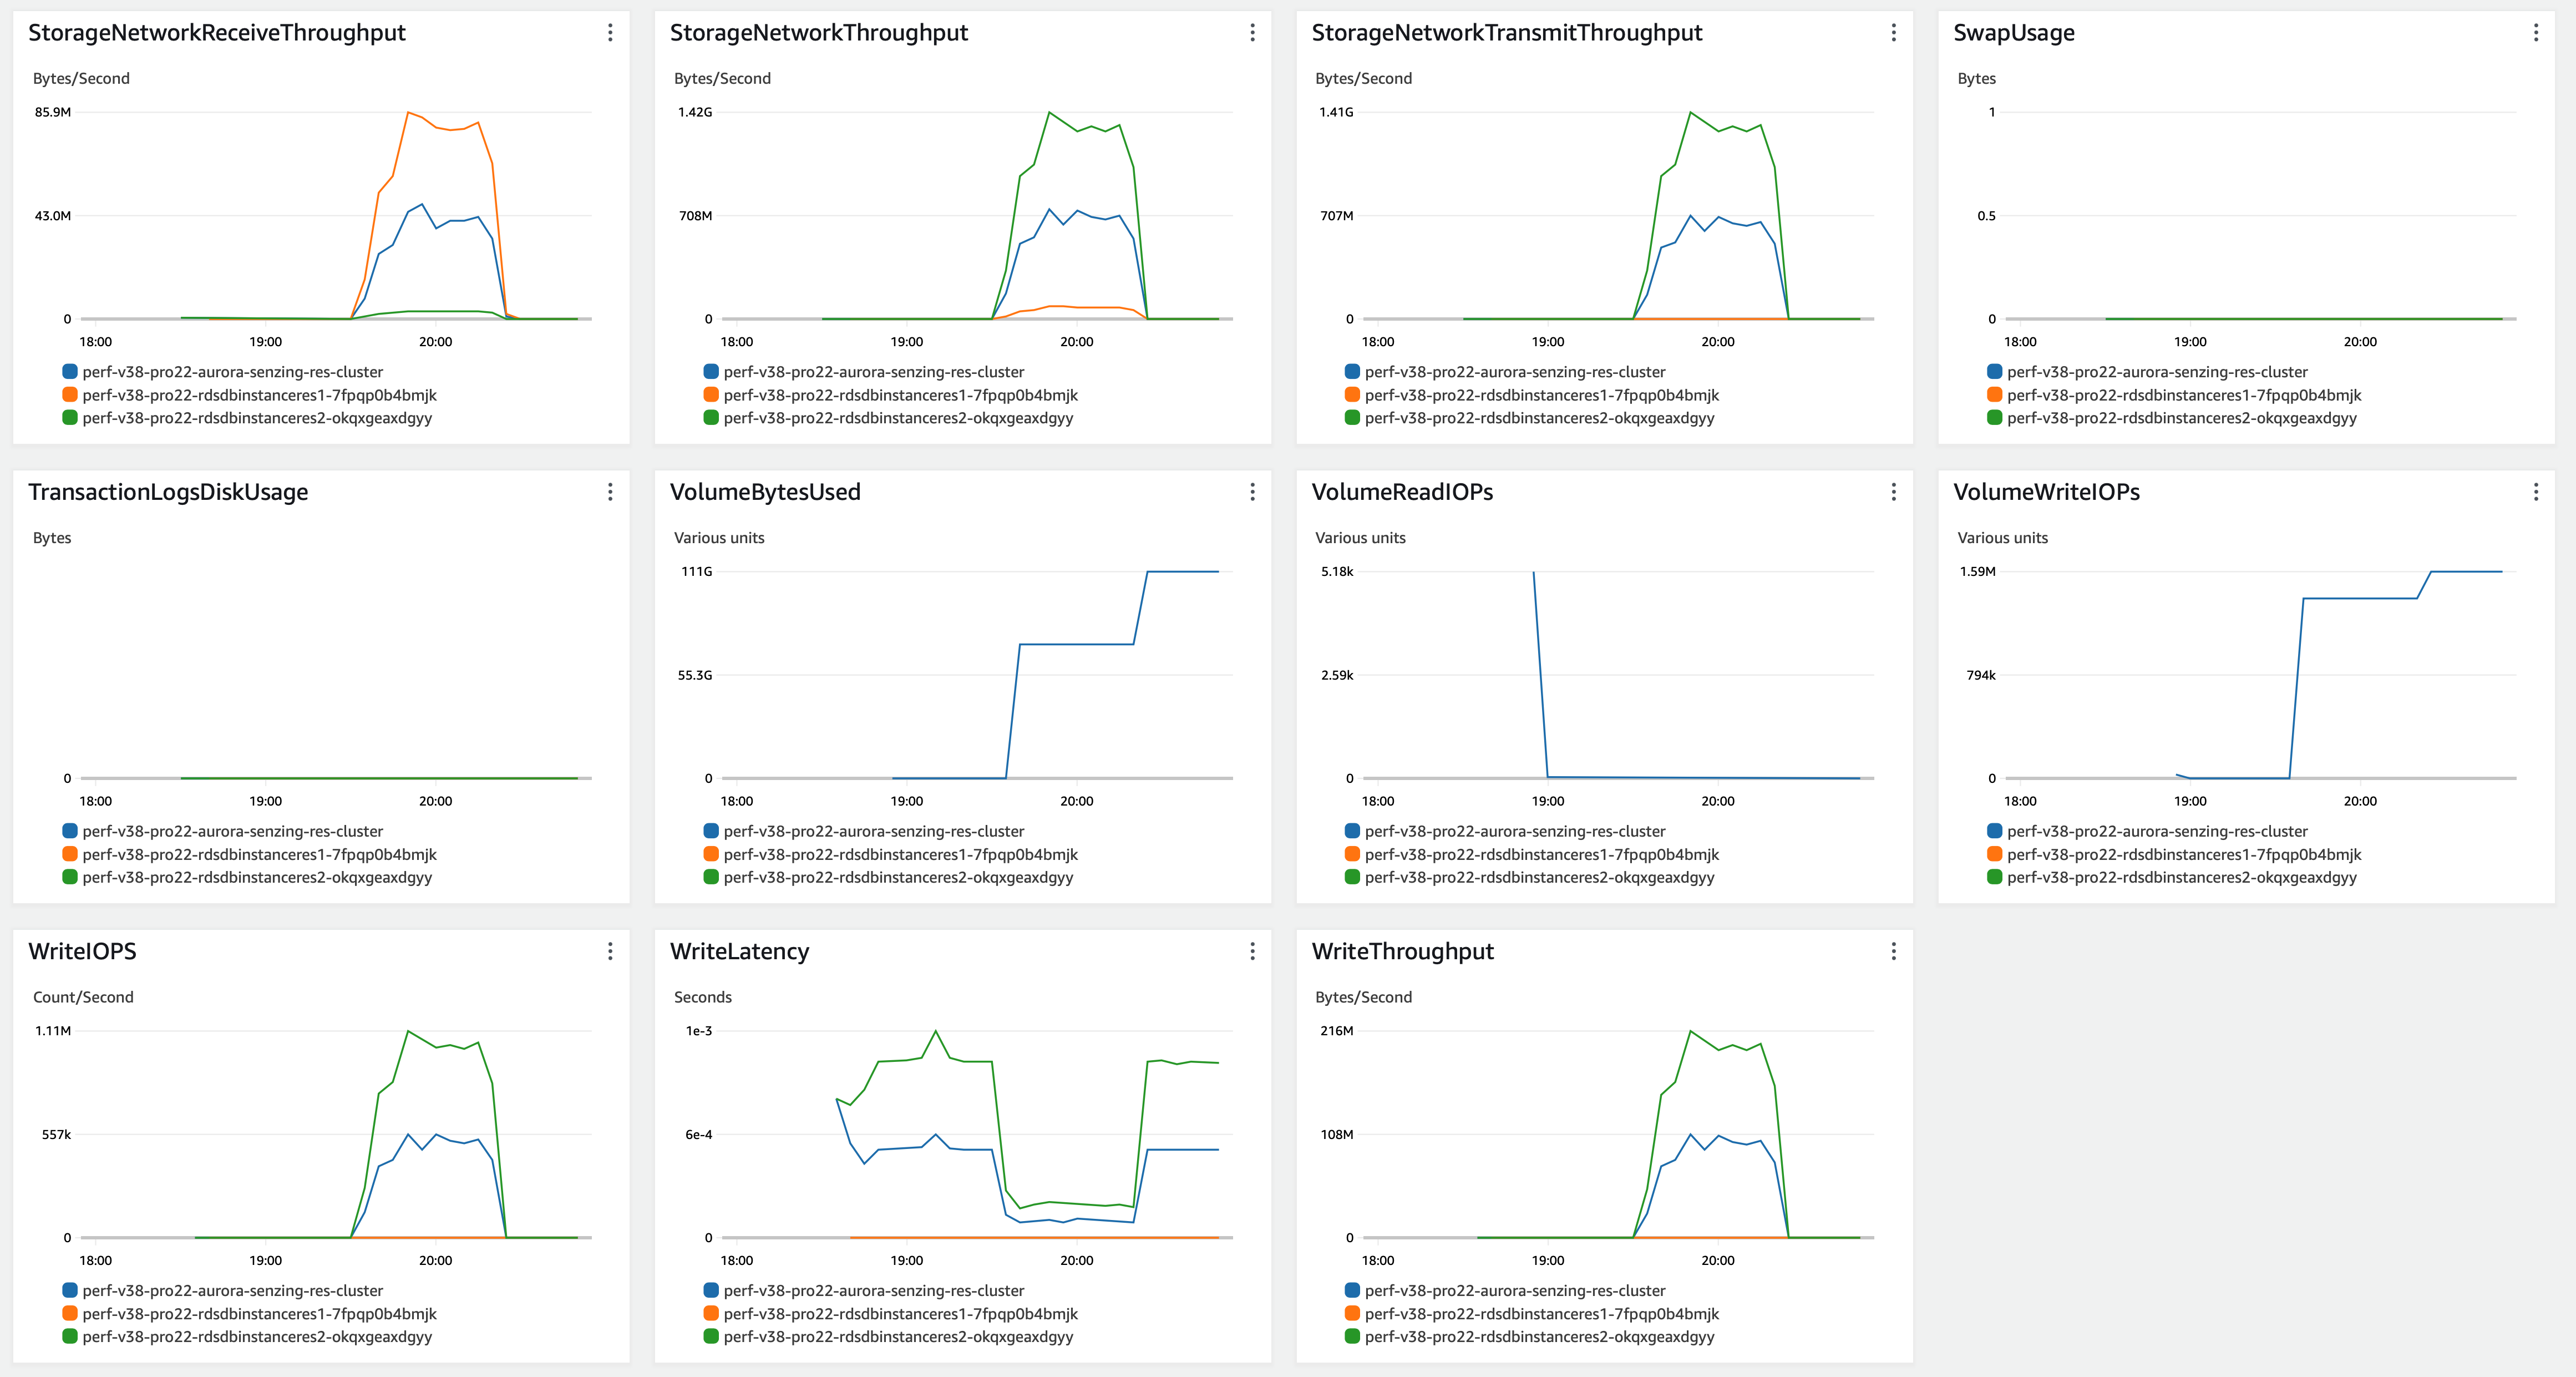 StorageNetworkReceiveThroughput
Bytes/Second
85.9M
43.0M
0
18:00 19:00 20:00
perf-v38-pro22-aurora-senzing-res-cluster
perf-v38-pro22-rdsdbinstanceres1-7fpqp0b4bmjk
perf-v38-pro22-rdsdbinstanceres2-okqxgeaxdgyy
StorageNetworkThroughput
Bytes/Second
1.42G
708M
0
18:00 19:00 20:00
perf-v38-pro22-aurora-senzing-res-cluster
perf-v38-pro22-rdsdbinstanceres1-7fpqp0b4bmjk
perf-v38-pro22-rdsdbinstanceres2-okqxgeaxdgyy
StorageNetworkTransmitThroughput
Bytes/Second
1.41G
707M
0
18:00 19:00 20:00
perf-v38-pro22-aurora-senzing-res-cluster
perf-v38-pro22-rdsdbinstanceres1-7fpqp0b4bmjk
perf-v38-pro22-rdsdbinstanceres2-okqxgeaxdgyy
SwapUsage
Bytes
1
0.5
0
18:00 19:00 20:00
perf-v38-pro22-aurora-senzing-res-cluster
perf-v38-pro22-rdsdbinstanceres1-7fpqp0b4bmjk
perf-v38-pro22-rdsdbinstanceres2-okqxgeaxdgyy
TransactionLogsDiskUsage
Bytes
0
18:00 19:00 20:00
perf-v38-pro22-aurora-senzing-res-cluster
perf-v38-pro22-rdsdbinstanceres1-7fpqp0b4bmjk
perf-v38-pro22-rdsdbinstanceres2-okqxgeaxdgyy
VolumeBytesUsed
Various units
111G
55.3G
0
18:00 19:00 20:00
perf-v38-pro22-aurora-senzing-res-cluster
perf-v38-pro22-rdsdbinstanceres1-7fpqp0b4bmjk
perf-v38-pro22-rdsdbinstanceres2-okqxgeaxdgyy
VolumeReadIOPs
Various units
5.18k
2.59k
0
18:00 19:00 20:00
perf-v38-pro22-aurora-senzing-res-cluster
perf-v38-pro22-rdsdbinstanceres1-7fpqp0b4bmjk
perf-v38-pro22-rdsdbinstanceres2-okqxgeaxdgyy
VolumeWriteIOPs
Various units
1.59M
794k
0
18:00 19:00 20:00
perf-v38-pro22-aurora-senzing-res-cluster
perf-v38-pro22-rdsdbinstanceres1-7fpqp0b4bmjk
perf-v38-pro22-rdsdbinstanceres2-okqxgeaxdgyy
WriteIOPS
Count/Second
1.11M
557k
0
18:00 19:00 20:00
perf-v38-pro22-aurora-senzing-res-cluster
perf-v38-pro22-rdsdbinstanceres1-7fpqp0b4bmjk
perf-v38-pro22-rdsdbinstanceres2-okqxgeaxdgyy
WriteLatency
Seconds
1e-3
6e-4
0
18:00 19:00 20:00
perf-v38-pro22-aurora-senzing-res-cluster
perf-v38-pro22-rdsdbinstanceres1-7fpqp0b4bmjk
perf-v38-pro22-rdsdbinstanceres2-okqxgeaxdgyy
WriteThroughput
Bytes/Second
216M
108M
0
18:00 19:00 20:00
perf-v38-pro22-aurora-senzing-res-cluster
perf-v38-pro22-rdsdbinstanceres1-7fpqp0b4bmjk
perf-v38-pro22-rdsdbinstanceres2-okqxgeaxdgyy